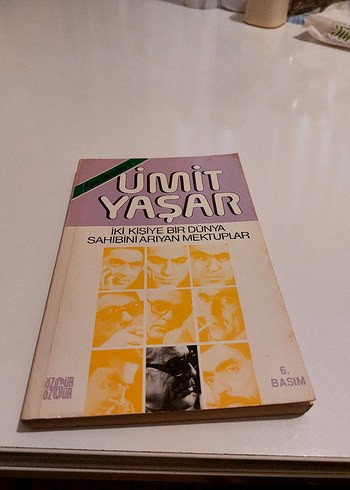 ÜMİT
YAŞAR
İKİ KİŞİYE BİR DÜNYA
SAHİBİNİ ARIYAN MEKTUPLAR
6.
BASIM